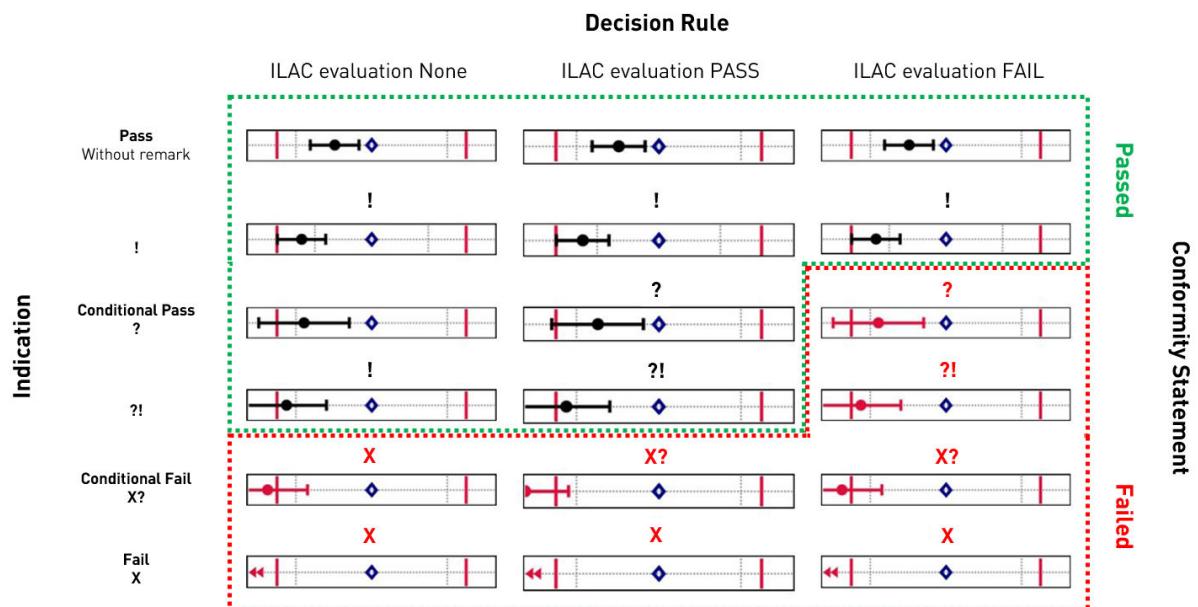 Decision Rule
ILAC evaluation None
ILAC evaluation PASS
ILAC evaluation FAIL
Pass
Without remark
!
!
!
!
Conditional Pass
?
?
?
?!
!
?!
?!
Conditional Fail
X?
X
X?
X?
Fail
X
X
X
X
Indication
Passed
Failed
Conformity Statement